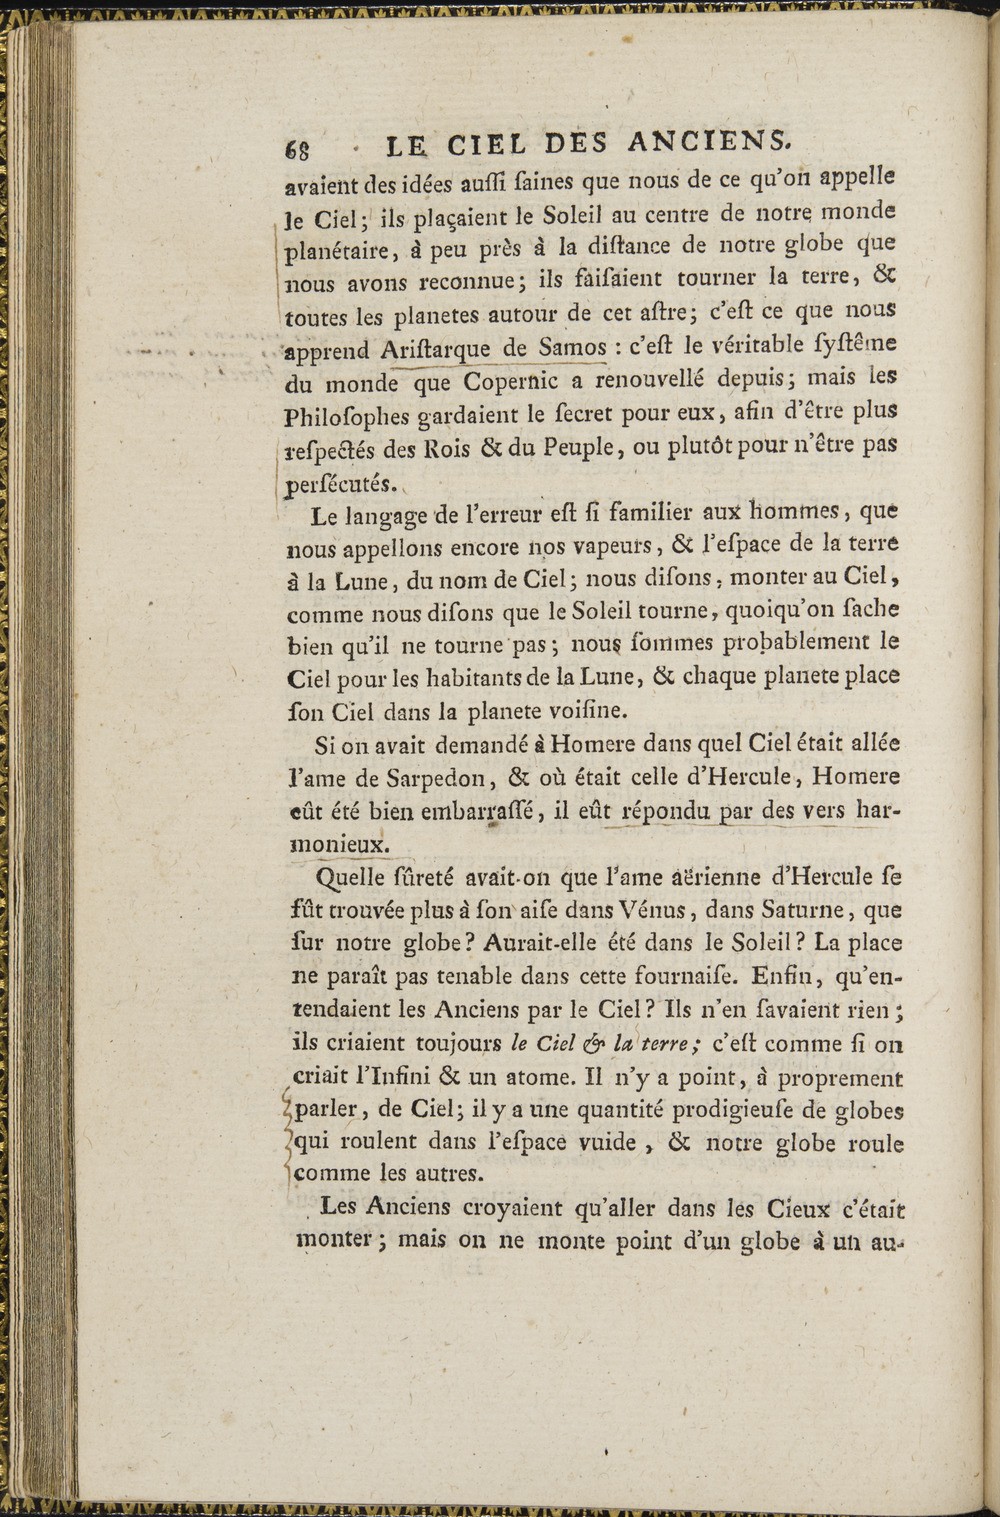 68 LE CIEL DES ANCIENS.
avaient des idées auſſi ſaines que nous de ce qu'on appelle
le Ciel; ils plaçaient le Soleil au centre de notre monde
planétaire, à peu près à la diſtance de notre globe que
nous avons reconnue; ils faiſaient tourner la terre, &
toutes les planetes autour de cet aſtre; c'eſt ce que nous
apprend Ariſtarque de Samos : c'eſt le véritable ſyſtême
du monde que Copernic a renouvellé depuis; mais les
Philoſophes gardaient le ſecret pour eux, afin d'être plus
reſpectés des Rois & du Peuple, ou plutôt pour n'être pas
perſécutés.
Le langage de l'erreur eſt ſi familier aux hommes, que
nous appellons encore nos vapeurs, & l'eſpace de la terre
à la Lune, du nom de Ciel; nous diſons, monter au Ciel,
comme nous diſons que le Soleil tourne, quoiqu'on ſache
bien qu'il ne tourne pas; nous ſommes probablement le
Ciel pour les habitants de la Lune, & chaque planete place
ſon Ciel dans la planete voiſine.
Si on avait demandé à Homere dans quel Ciel était allée
l'ame de Sarpedon, & où était celle d'Hercule, Homere
eût été bien embarraſſé, il eût répondu par des vers har-
monieux.
Quelle ſûreté avait-on que l'ame aërienne d'Hercule ſe
fût trouvée plus à ſon aiſe dans Vénus, dans Saturne, que
ſur notre globe? Aurait-elle été dans le Soleil? La place
ne paraît pas tenable dans cette fournaiſe. Enfin, qu'en-
tendaient les Anciens par le Ciel? Ils n'en ſavaient rien;
ils criaient toujours le Ciel & la terre; c'eſt comme ſi on
criait l'Infini & un atome. Il n'y a point, à proprement
parler, de Ciel; il y a une quantité prodigieuſe de globes
qui roulent dans l'eſpace vuide, & notre globe roule
comme les autres.
Les Anciens croyaient qu'aller dans les Cieux c'était
monter; mais on ne monte point d'un globe à un au-